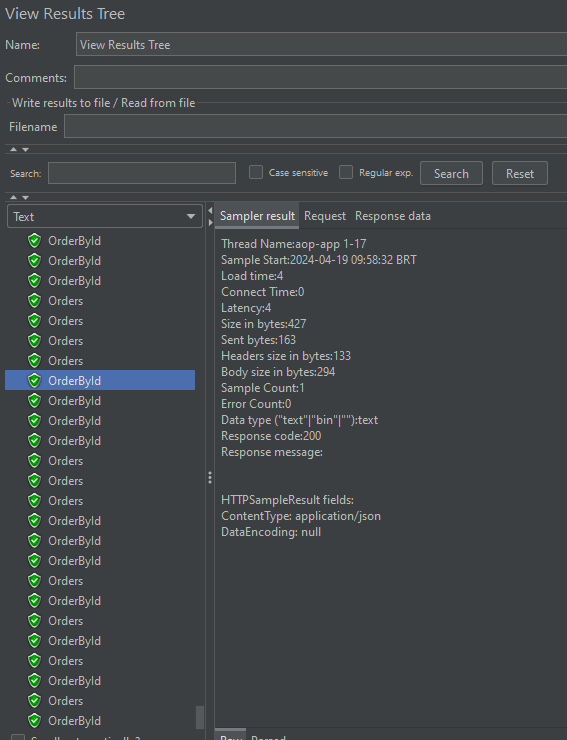 View Results Tree
Name: View Results Tree
Comments:
Write results to file / Read from file
Filename
Search: Case sensitive Regular exp. Search Reset
Text
OrderById
OrderById
OrderById
Orders
Orders
Orders
Orders
OrderById
OrderById
OrderById
OrderById
Orders
Orders
Orders
OrderById
OrderById
OrderById
Orders
OrderById
Orders
OrderById
Orders
OrderById
Orders
OrderById
Sampler result Request Response data
Thread Name:aop-app 1-17
Sample Start:2024-04-19 09:58:32 BRT
Load time:4
Connect Time:0
Latency:4
Size in bytes:427
Sent bytes:163
Headers size in bytes:133
Body size in bytes:294
Sample Count:1
Error Count:0
Data type ("text"|"bin"|""):text
Response code:200
Response message:
HTTPSampleResult fields:
ContentType: application/json
DataEncoding: null